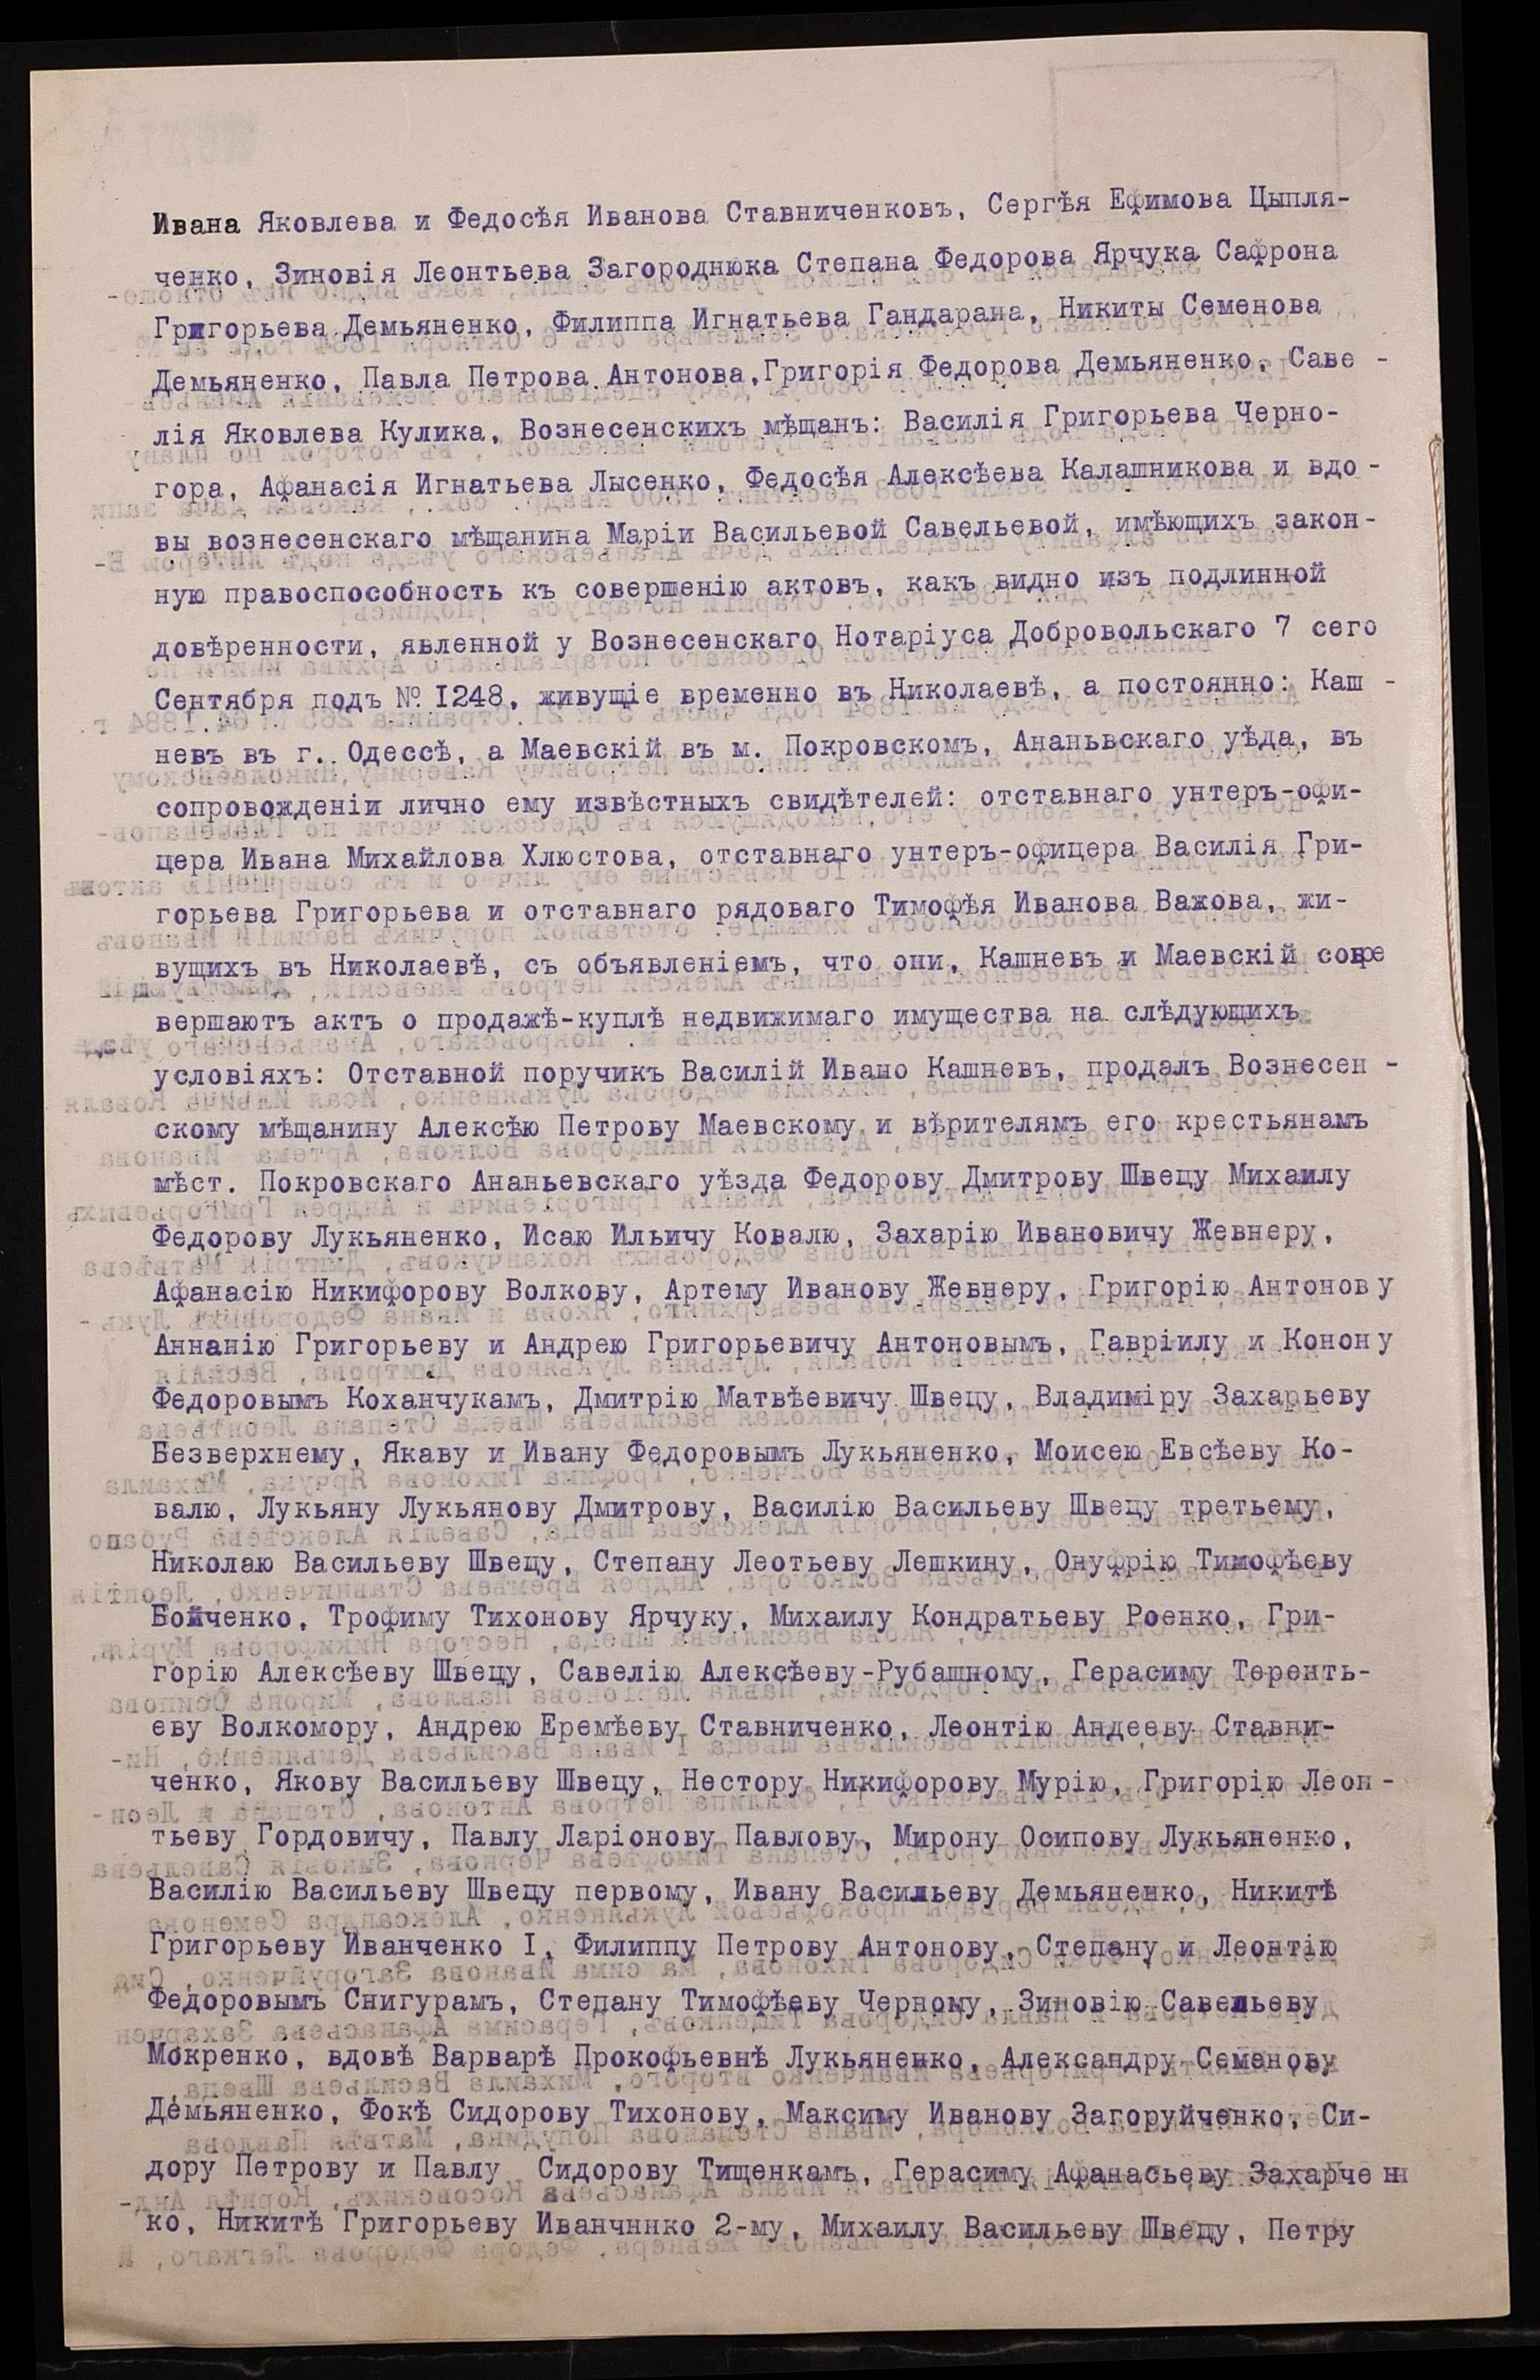 Ивана Яковлева и Федосѣя Иванова Ставниченковъ, Сергѣя Ефимова Цыпля-
ченко, Зиновія Леонтьева Загороднюка Степана Федорова Ярчука Сафрона
Григорьева Демьяненко, Филиппа Игнатьева Гандарана, Никиты Семенова
Демьяненко, Павла Петрова Антонова,Григорія Федорова Демьяненко, Саве -
лія Яковлева Кулика, Вознесенскихъ мѣщанъ: Василія Григорьева Черно-
гора, Афанасія Игнатьева Лысенко, Федосѣя Алексѣева Калашникова и вдо -
вы вознесенскаго мѣщанина Маріи Васильевой Савельевой, имѣющихъ закон-
ную правоспособность къ совершенію актовъ, какъ видно изъ подлинной
довѣренности, явленной у Вознесенскаго Нотаріуса Добровольскаго 7 сего
Сентября подъ № I248, живущіе временно въ Николаевѣ, а постоянно: Каш -
невъ въ г. Одессѣ, а Маевскій въ м. Покровскомъ, Ананьвскаго уѣда, въ
сопровожденіи лично ему извѣстныхъ свидѣтелей: отставнаго унтеръ-офи-
цера Ивана Михайлова Хлюстова, отставнаго унтеръ-офицера Василія Гри-
горьева Григорьева и отставнаго рядоваго Тимофѣя Иванова Важова, жи-
вущихъ въ Николаевѣ, съ объявленіемъ, что они, Кашневъ и Маевскій
вершаютъ актъ о продажѣ-куплѣ недвижимаго имущества на слѣдующихъ
условіяхъ: Отставной поручикъ Василій Ивано Кашневъ, продалъ Вознесен -
скому мѣщанину Алексѣю Петрову Маевскому и вѣрителямъ его крестьянамъ
мѣст. Покровскаго Ананьевскаго уѣзда Федорову Дмитрову Швецу Михаилу
Федорову Лукьяненко, Исаю Ильичу Ковалю, Захарію Ивановичу Жевнеру,
Афанасію Никифорову Волкову, Артему Иванову Жевнеру, Григорію Антонову
Аннанію Григорьеву и Андрею Григорьевичу Антоновымъ, Гавріилу и Конону
Федоровымъ Коханчукамъ, Дмитрію Матвѣевичу Швецу, Владиміру Захарьеву
Безверхнему, Якаву и Ивану Федоровымъ Лукьяненко, Моисею Евсѣеву Ко-
валю, Лукьяну Лукьянову Дмитрову, Василію Васильеву Швецу третьему,
Николаю Васильеву Швецу, Степану Леотьеву Лешкину, Онуфрію Тимофѣеву
Бойченко, Трофиму Тихонову Ярчуку, Михаилу Кондратьеву Роенко, Гри-
горію Алексѣеву Швецу, Савелію Алексѣеву-Рубашному, Герасиму Теренть-
еву Волкомору, Андрею Еремѣеву Ставниченко, Леонтію Андееву Ставни-
ченко, Якову Васильеву Швецу, Нестору Никифорову Мурію, Григорію Леон -
тьеву Гордовичу, Павлу Ларіонову Павлову, Мирону Осипову Лукьяненко,
Василію Васильеву Швецу первому, Ивану Васильеву Демьяненко, Никитѣ
Григорьеву Иванченко I, Филиппу Петрову Антонову, Степану и Леонтію
Федоровымъ Снигурамъ, Степану Тимофѣеву Черному, Зиновію Савельеву
Мокренко, вдовѣ Варварѣ Прокофьевнѣ Лукьяненко, Александру Семенову
Демьяненко, Фокѣ Сидорову Тихонову, Максиму Иванову Загоруйченко, Си-
дору Петрову и Павлу Сидорову Тищенкамъ, Герасиму Афанасьеву Захарчен
ко, Никитѣ Григорьеву Иванчннко 2-му, Михаилу Васильеву Швецу, Петру